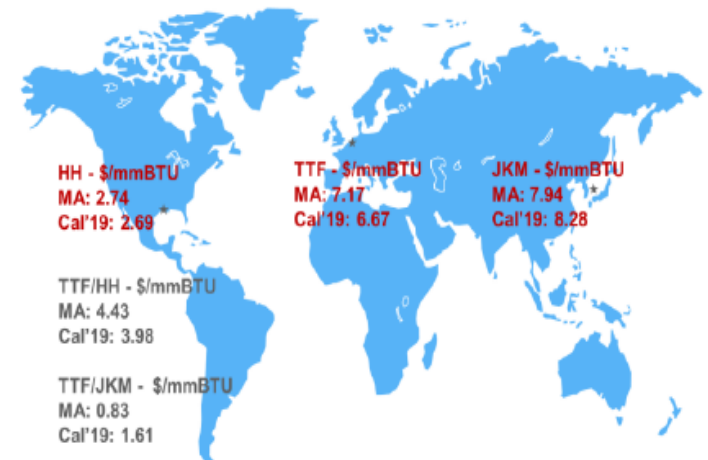 HH - $/mmBTU
MA: 2.74
Cal'19: 2.69
TTF - $/mmBTU
MA: 7.17
Cal'19: 6.67
JKM - $/mmBTU
MA: 7.94
Cal'19: 8.28
TTF/HH - $/mmBTU
MA: 4.43
Cal'19: 3.98
TTF/JKM - $/mmBTU
MA: 0.83
Cal'19: 1.61